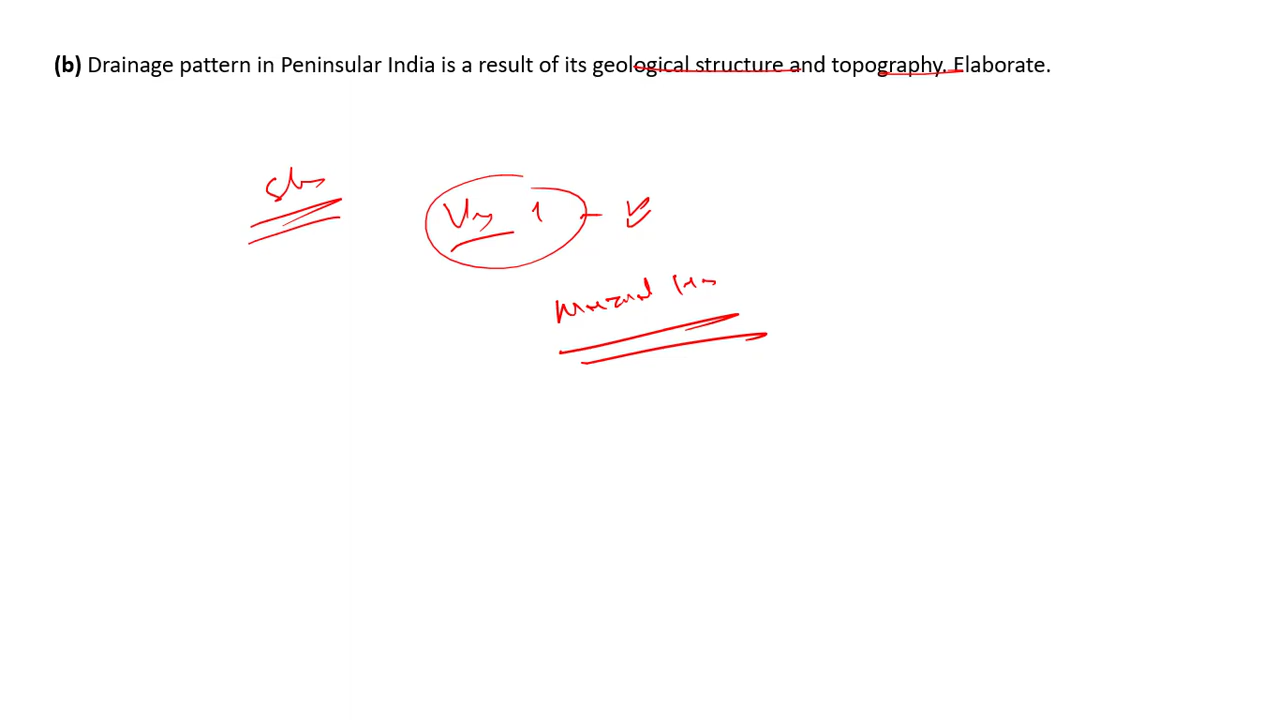 (b) Drainage pattern in Peninsular India is a result of its geological structure and topography. Elaborate.